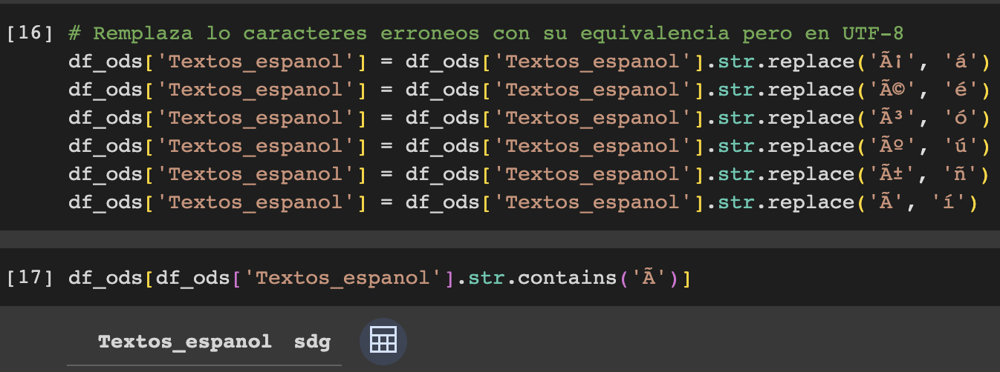 [16] # Remplaza lo caracteres erroneos con su equivalencia pero en UTF-8
df_ods['Textos_espanol'] = df_ods['Textos_espanol'].str.replace('Ã¡', 'á')
df_ods['Textos_espanol'] = df_ods['Textos_espanol'].str.replace('Ã©', 'é')
df_ods['Textos_espanol'] = df_ods['Textos_espanol'].str.replace('Ã³', 'ó')
df_ods['Textos_espanol'] = df_ods['Textos_espanol'].str.replace('Ãº', 'ú')
df_ods['Textos_espanol'] = df_ods['Textos_espanol'].str.replace('Ã±', 'ñ')
df_ods['Textos_espanol'] = df_ods['Textos_espanol'].str.replace('Ã', 'í')
[17] df_ods[df_ods['Textos_espanol'].str.contains('Ã')]
Textos_espanol sdg